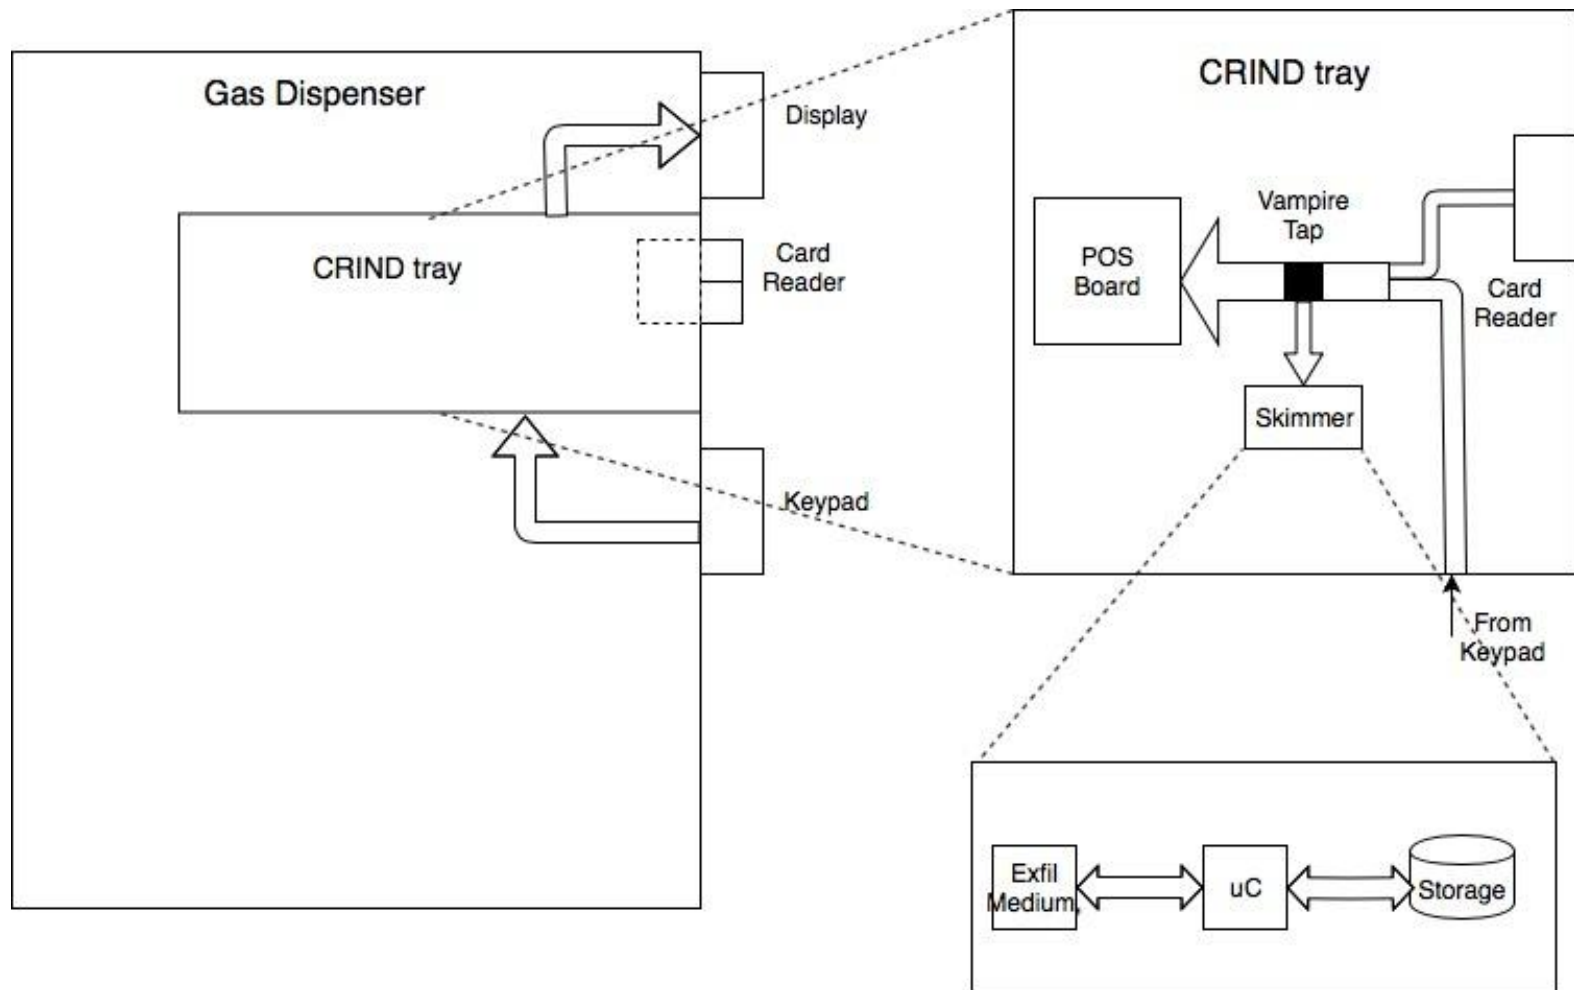 Gas Dispenser
Display
CRIND tray
Card
Reader
Keypad
CRIND tray
Vampire
Tap
POS
Board
Card
Reader
Skimmer
From
Keypad
Exfil
Medium,
uC
Storage